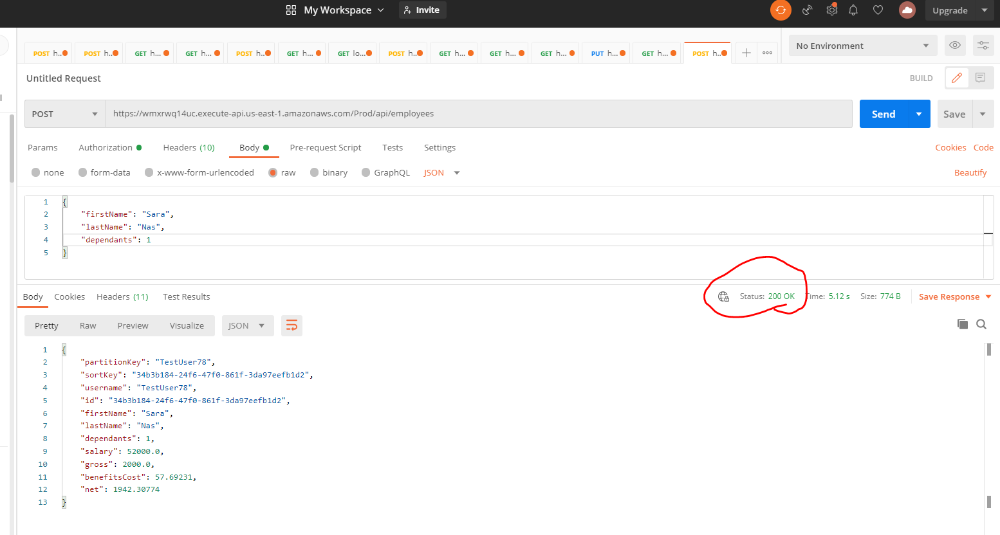 My Workspace Invite Upgrade
POST h.. POST h.. GET h... GET h... POST h.. GET h... GET lo... POST h.. GET h... GET h... GET h... PUT h... GET h... POST h.. No Environment
Untitled Request BUILD
POST https://wmxrwq14uc.execute-api.us-east-1.amazonaws.com/Prod/api/employees Send Save
Params Authorization Headers (10) Body Pre-request Script Tests Settings Cookies Code
none form-data x-www-form-urlencoded raw binary GraphQL JSON Beautify
1 {
2 "firstName": "Sara",
3 "lastName": "Nas",
4 "dependants": 1
5 }
Body Cookies Headers (11) Test Results Status: 200 OK Time: 5.12 s Size: 774 B Save Response
Pretty Raw Preview Visualize JSON
1 {
2 "partitionKey": "TestUser78",
3 "sortKey": "34b3b184-24f6-47f0-861f-3da97eefb1d2",
4 "username": "TestUser78",
5 "id": "34b3b184-24f6-47f0-861f-3da97eefb1d2",
6 "firstName": "Sara",
7 "lastName": "Nas",
8 "dependants": 1,
9 "salary": 52000.0,
10 "gross": 2000.0,
11 "benefitsCost": 57.69231,
12 "net": 1942.30774
13 }